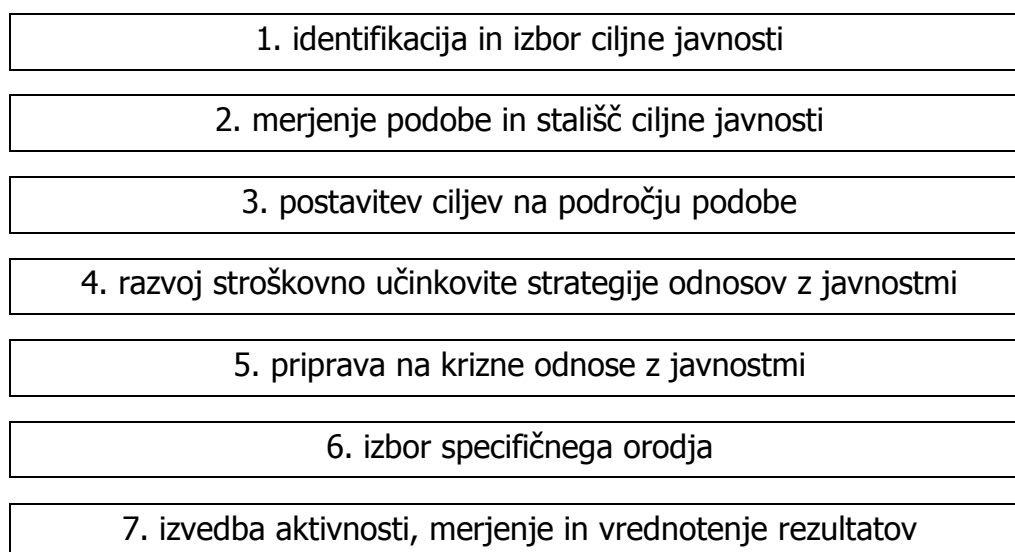 1. identifikacija in izbor ciljne javnosti
2. merjenje podobe in stališč ciljne javnosti
3. postavitev ciljev na področju podobe
4. razvoj stroškovno učinkovite strategije odnosov z javnostmi
5. priprava na krizne odnose z javnostmi
6. izbor specifičnega orodja
7. izvedba aktivnosti, merjenje in vrednotenje rezultatov